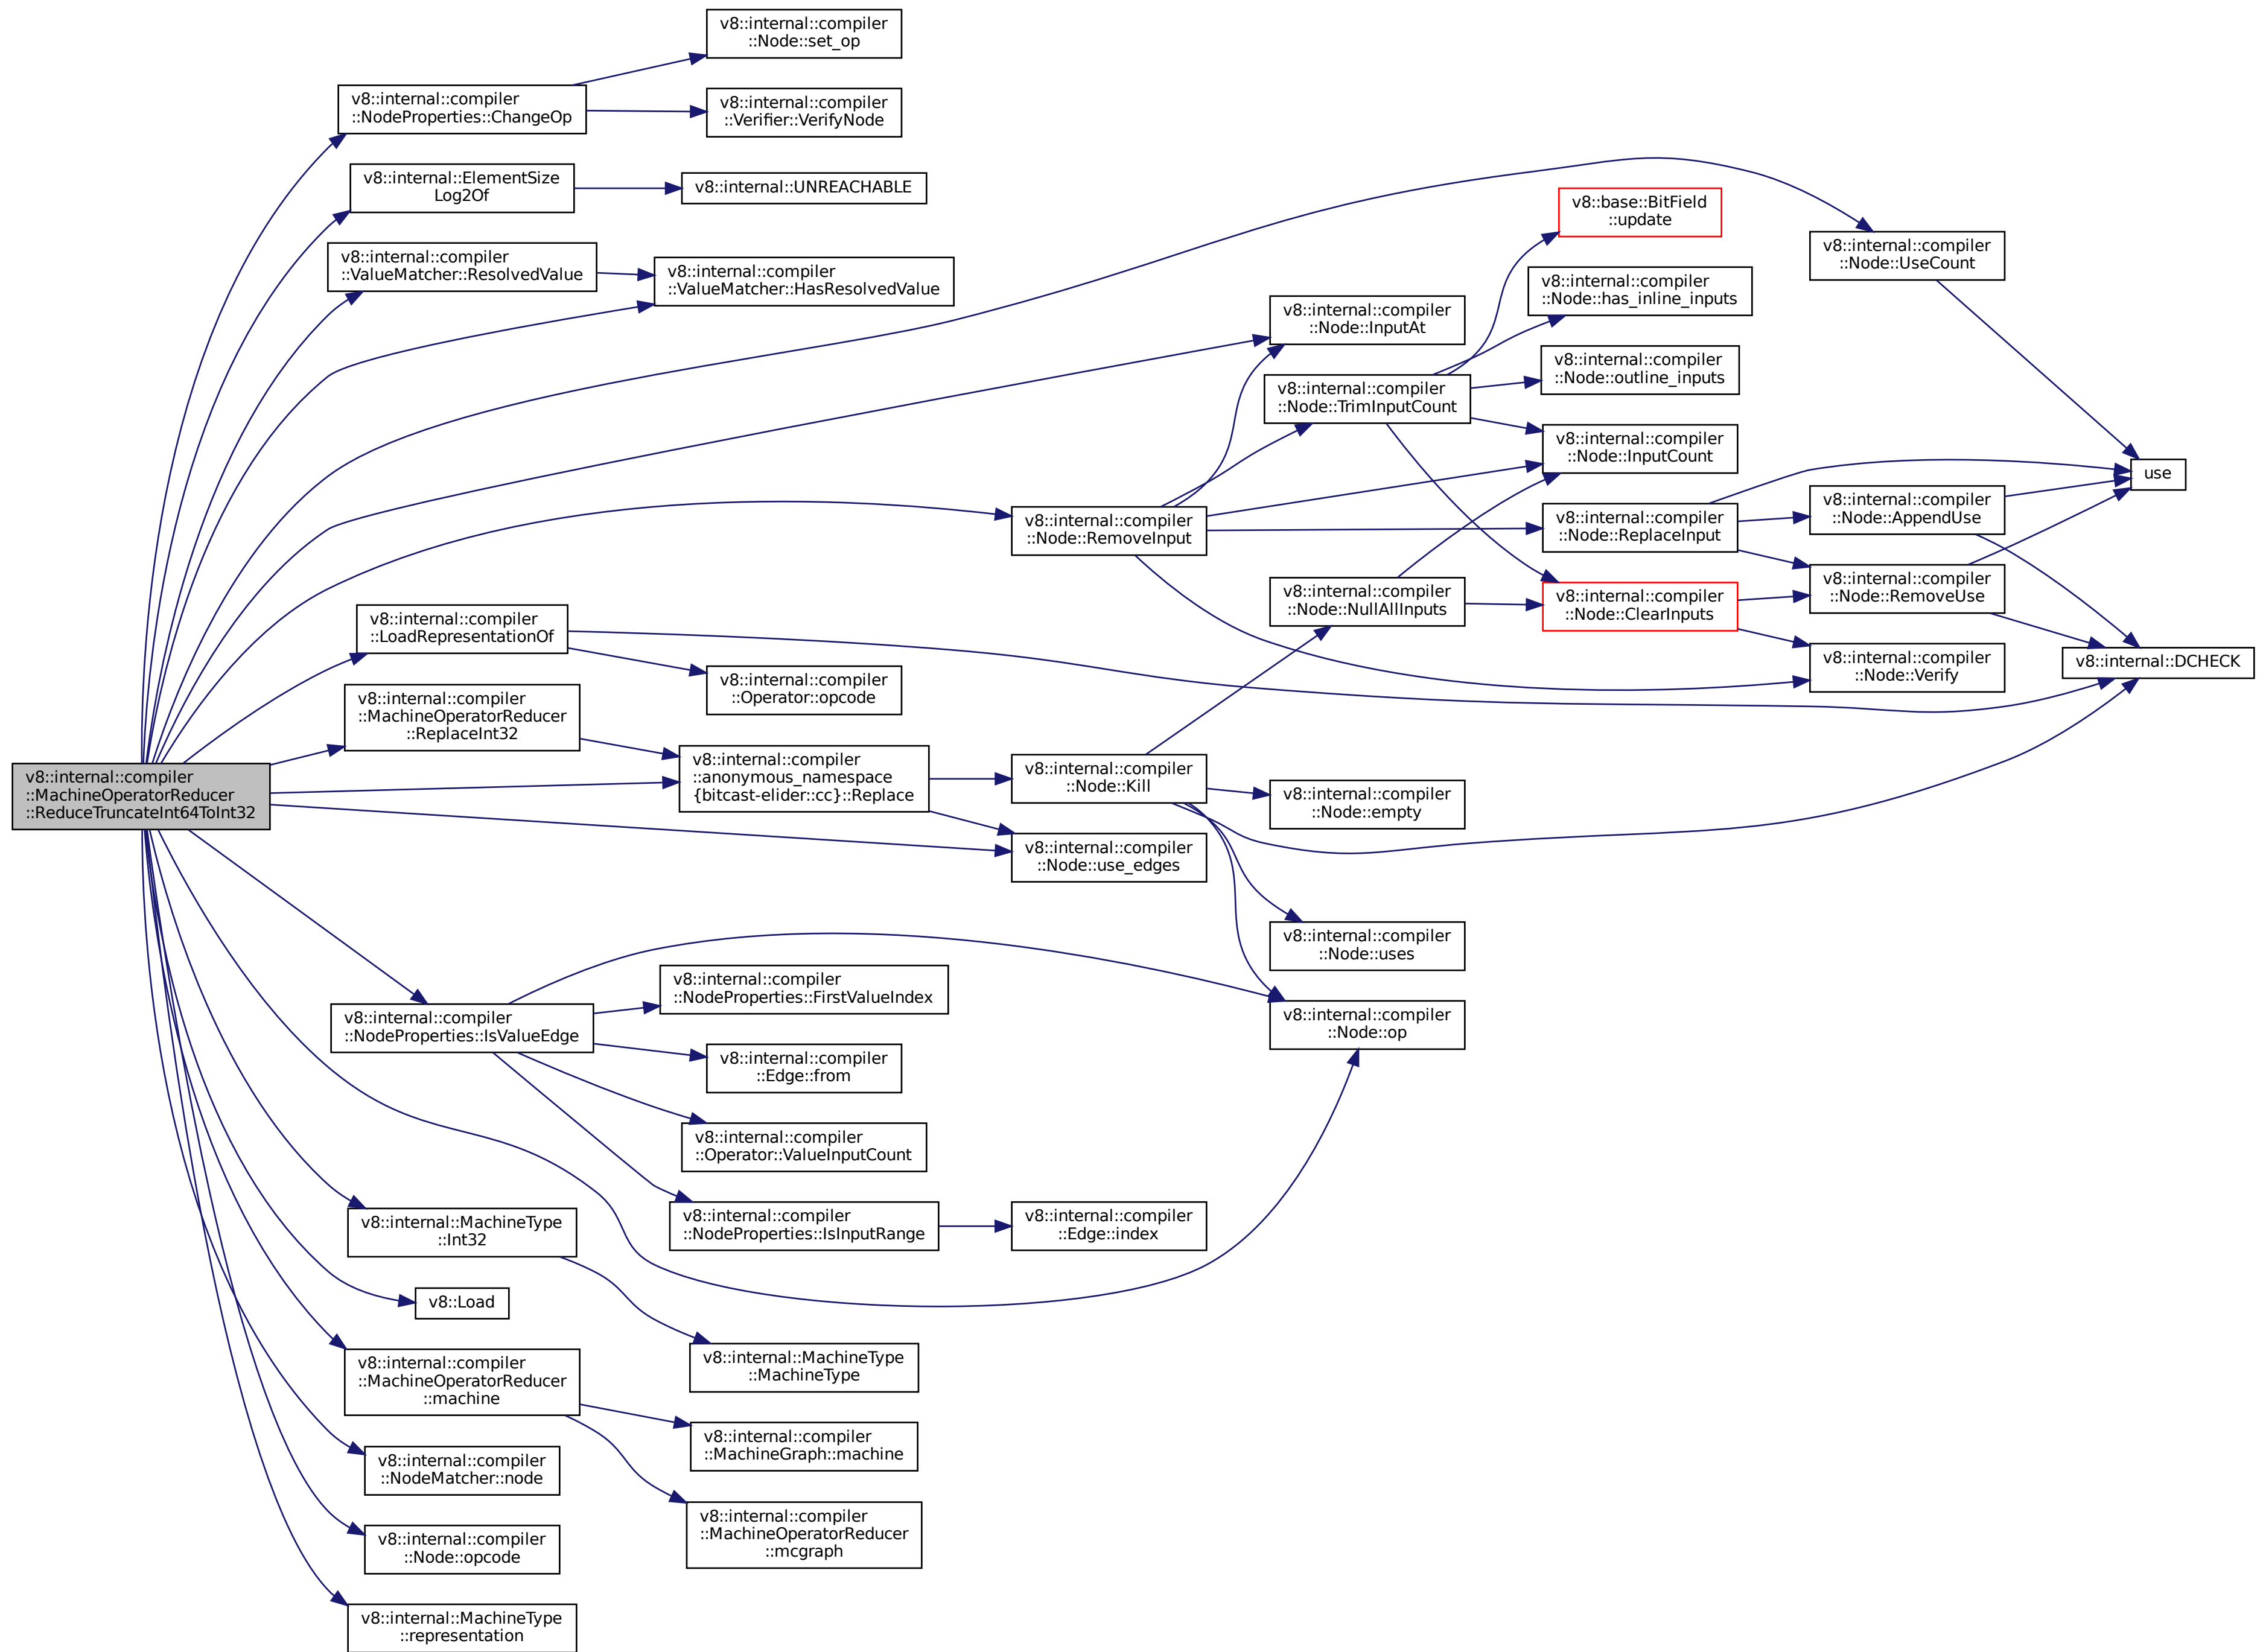 v8::internal::compiler
::MachineOperatorReducer
::ReduceTruncateInt64ToInt32
v8::internal::compiler
::NodeProperties::ChangeOp
v8::internal::compiler
::Node::set_op
v8::internal::compiler
::Verifier::VerifyNode
v8::internal::ElementSize
Log2Of
v8::internal::UNREACHABLE
v8::internal::compiler
::ValueMatcher::ResolvedValue
v8::internal::compiler
::ValueMatcher::HasResolvedValue
v8::internal::compiler
::Node::InputAt
v8::internal::compiler
::Node::TrimInputCount
v8::base::BitField
::update
v8::internal::compiler
::Node::has_inline_inputs
v8::internal::compiler
::Node::outline_inputs
v8::internal::compiler
::Node::InputCount
v8::internal::compiler
::Node::UseCount
use
v8::internal::compiler
::Node::RemoveInput
v8::internal::compiler
::Node::ReplaceInput
v8::internal::compiler
::Node::AppendUse
v8::internal::compiler
::Node::RemoveUse
v8::internal::compiler
::Node::NullAllInputs
v8::internal::compiler
::Node::ClearInputs
v8::internal::compiler
::Node::Verify
v8::internal::DCHECK
v8::internal::compiler
::LoadRepresentationOf
v8::internal::compiler
::Operator::opcode
v8::internal::compiler
::MachineOperatorReducer
::ReplaceInt32
v8::internal::compiler
::anonymous_namespace
{bitcast-elider::cc}::Replace
v8::internal::compiler
::Node::Kill
v8::internal::compiler
::Node::empty
v8::internal::compiler
::Node::use_edges
v8::internal::compiler
::Node::uses
v8::internal::compiler
::Node::op
v8::internal::compiler
::NodeProperties::IsValueEdge
v8::internal::compiler
::NodeProperties::FirstValueIndex
v8::internal::compiler
::Edge::from
v8::internal::compiler
::Operator::ValueInputCount
v8::internal::compiler
::NodeProperties::IsInputRange
v8::internal::compiler
::Edge::index
v8::internal::MachineType
::Int32
v8::internal::MachineType
::MachineType
v8::Load
v8::internal::compiler
::MachineOperatorReducer
::machine
v8::internal::compiler
::MachineGraph::machine
v8::internal::compiler
::MachineOperatorReducer
::mcgraph
v8::internal::compiler
::NodeMatcher::node
v8::internal::compiler
::Node::opcode
v8::internal::MachineType
::representation